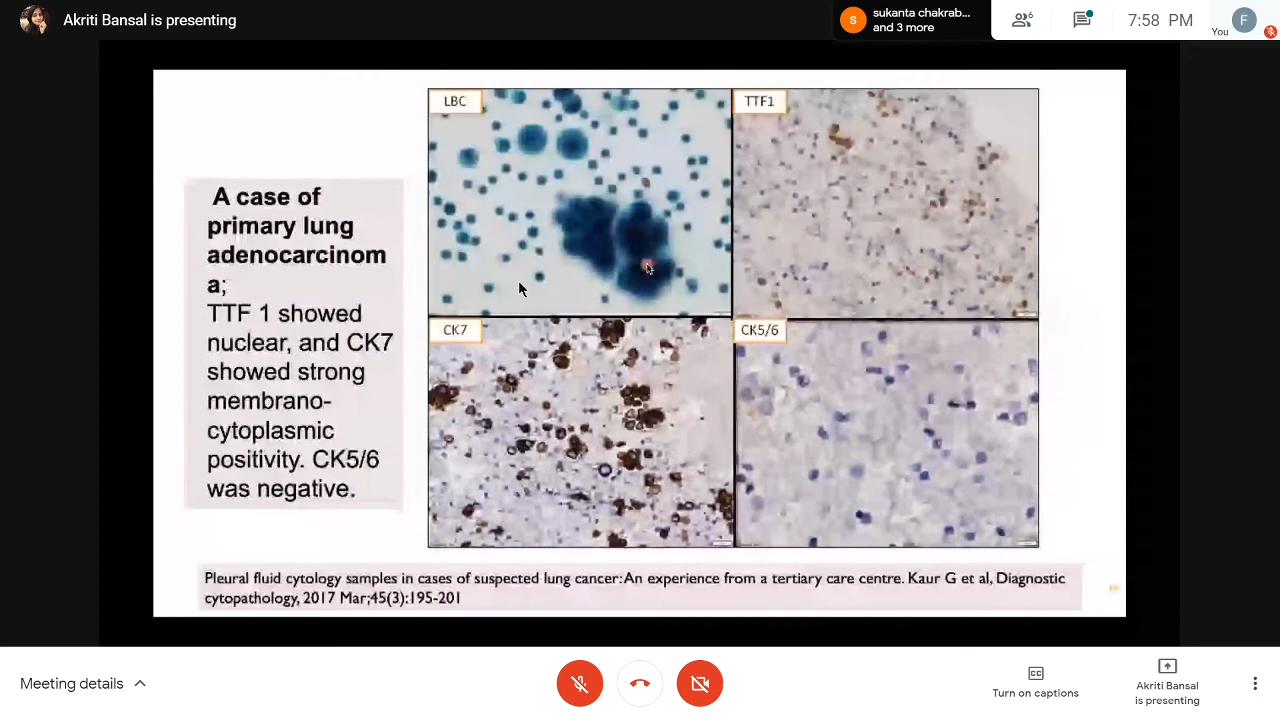 Akriti Bansal is presenting
S
sukanta chakrab...
and 3 more
6
7:58 PM
You
F
LBC
TTF1
A case of
primary lung
adenocarcinom
a;
TTF 1 showed
nuclear, and CK7
showed strong
membrano-
cytoplasmic
positivity. CK5/6
was negative.
CK7
CK5/6
Pleural fluid cytology samples in cases of suspected lung cancer: An experience from a tertiary care centre. Kaur G et al, Diagnostic
cytopathology, 2017 Mar;45(3):195-201
Meeting details
CC
Turn on captions
Akriti Bansal
is presenting